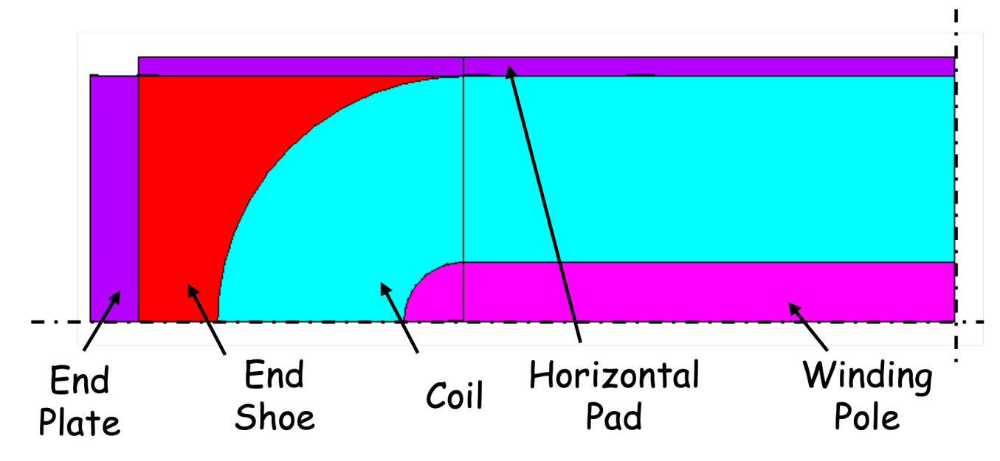 End
Plate
End
Shoe
Coil
Horizontal
Pad
Winding
Pole